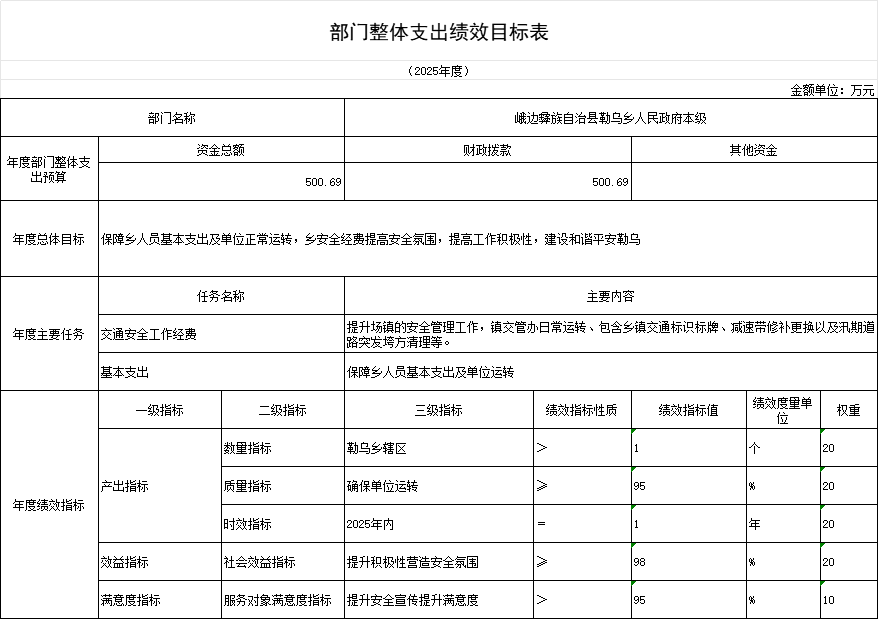 部门整体支出绩效目标表
（2025年度）
金额单位：万元
部门名称 峨边彝族自治县勒乌乡人民政府本级
年度部门整体支出预算 资金总额 财政拨款 其他资金
500.69 500.69
年度总体目标 保障乡人员基本支出及单位正常运转，乡安全经费提高安全氛围，提高工作积极性，建设和谐平安勒乌
年度主要任务 任务名称 主要内容
交通安全工作经费 提升场镇的安全管理工作，镇交管办日常运转、包含乡镇交通标识标牌、减速带修补更换以及汛期道
路突发垮方清理等。
基本支出 保障乡人员基本支出及单位运转
年度绩效指标 一级指标 二级指标 三级指标 绩效指标性质 绩效指标值 绩效度量单位 权重
产出指标 数量指标 勒乌乡辖区 ＞ 1 个 20
质量指标 确保单位运转 ≥ 95 % 20
时效指标 2025年内 = 1 年 20
效益指标 社会效益指标 提升积极性营造安全氛围 ≥ 98 % 20
满意度指标 服务对象满意度指标 提升安全宣传提升满意度 ＞ 95 % 10